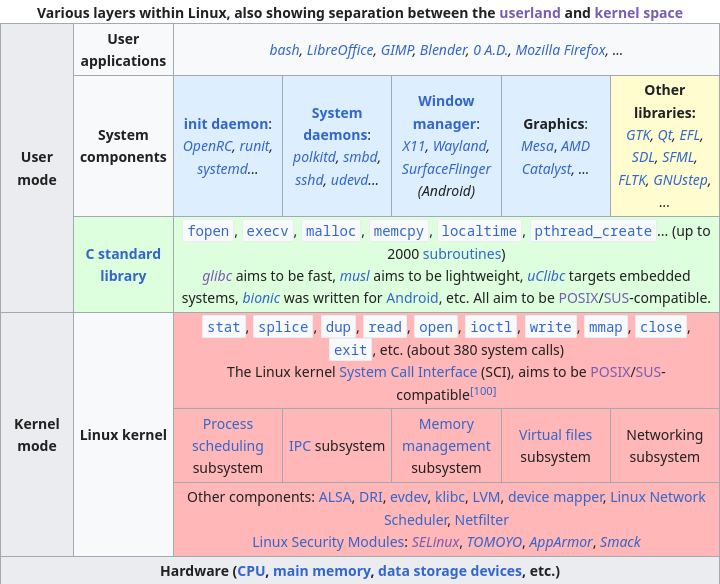 Various layers within Linux, also showing separation between the userland and kernel space
User mode
User applications
bash, LibreOffice, GIMP, Blender, 0 A.D., Mozilla Firefox, ...
System components
init daemon:
OpenRC, runit,
systemd...
System
daemons:
polkitd, smbd,
sshd, udevd...
Window
manager:
X11, Wayland,
SurfaceFlinger
(Android)
Graphics:
Mesa, AMD
Catalyst, ...
Other
libraries:
GTK, Qt, EFL,
SDL, SFML,
FLTK, GNUstep,
...
C standard
library
fopen, execv, malloc, memcpy, localtime, pthread_create... (up to
2000 subroutines)
glibc aims to be fast, musl aims to be lightweight, uClibc targets embedded
systems, bionic was written for Android, etc. All aim to be POSIX/SUS-compatible.
Kernel
mode
Linux kernel
stat, splice, dup, read, open, ioctl, write, mmap, close,
exit, etc. (about 380 system calls)
The Linux kernel System Call Interface (SCI), aims to be POSIX/SUS-
compatible[100]
Process
scheduling
subsystem
IPC subsystem
Memory
management
subsystem
Virtual files
subsystem
Networking
subsystem
Other components: ALSA, DRI, evdev, klibc, LVM, device mapper, Linux Network
Scheduler, Netfilter
Linux Security Modules: SELinux, TOMOYO, AppArmor, Smack
Hardware (CPU, main memory, data storage devices, etc.)